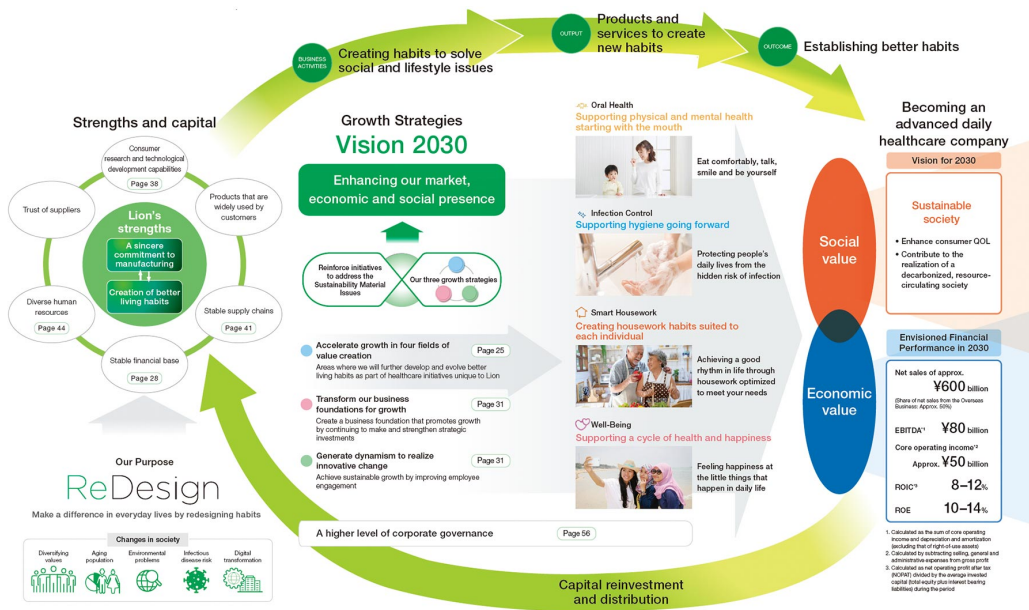 BUSINESS
ACTIVITIES
Creating habits to solve
social and lifestyle issues
OUTPUT
Products and
services to create
new habits
OUTCOME
Establishing better habits
Strengths and capital
Consumer
research and technological
development capabilities
Page 38
Trust of suppliers
Products that are
widely used by
customers
Lion's
strengths
A sincere
commitment to
manufacturing
Creation of better
living habits
Diverse human
resources
Page 44
Stable supply chains
Page 41
Stable financial base
Page 28
Our Purpose
ReDesign
Make a difference in everyday lives by redesigning habits
Changes in society
Diversifying
values
Aging
population
Environmental
problems
Infectious
disease risk
Digital
transformation
Growth Strategies
Vision 2030
Enhancing our market,
economic and social presence
Reinforce initiatives
to address the
Sustainability Material
Issues
Our three growth strategies
Accelerate growth in four fields of
value creation
Page 25
Areas where we will further develop and evolve better
living habits as part of healthcare initiatives unique to Lion
Transform our business
foundations for growth
Page 31
Create a business foundation that promotes growth
by continuing to make and strengthen strategic
investments
Generate dynamism to realize
innovative change
Page 31
Achieve sustainable growth by improving employee
engagement
A higher level of corporate governance
Page 56
Oral Health
Supporting physical and mental health
starting with the mouth
Eat comfortably, talk,
smile and be yourself
Infection Control
Supporting hygiene going forward
Protecting people's
daily lives from the
hidden risk of infection
Smart Housework
Creating housework habits suited to
each individual
Achieving a good
rhythm in life through
housework optimized
to meet your needs
Well-Being
Supporting a cycle of health and happiness
Feeling happiness at
the little things that
happen in daily life
Social
value
Economic
value
Becoming an
advanced daily
healthcare company
Vision for 2030
Sustainable
society
• Enhance consumer QOL
• Contribute to the
realization of a
decarbonized, resource-
circulating society
Envisioned Financial
Performance in 2030
Net sales of approx.
¥600 billion
(Share of net sales from the Overseas
Business: Approx. 50%)
EBITDA*1 ¥80 billion
Core operating income*2
Approx. ¥50 billion
ROIC*3 8–12%
ROE 10–14%
1. Calculated as the sum of core operating
income and depreciation and amortization
(excluding that of right-of-use assets)
2. Calculated by subtracting selling, general and
administrative expenses from gross profit
3. Calculated as net operating profit after tax
(NOPAT) divided by the average invested
capital (total equity plus interest bearing
liabilities) during the period
Capital reinvestment
and distribution